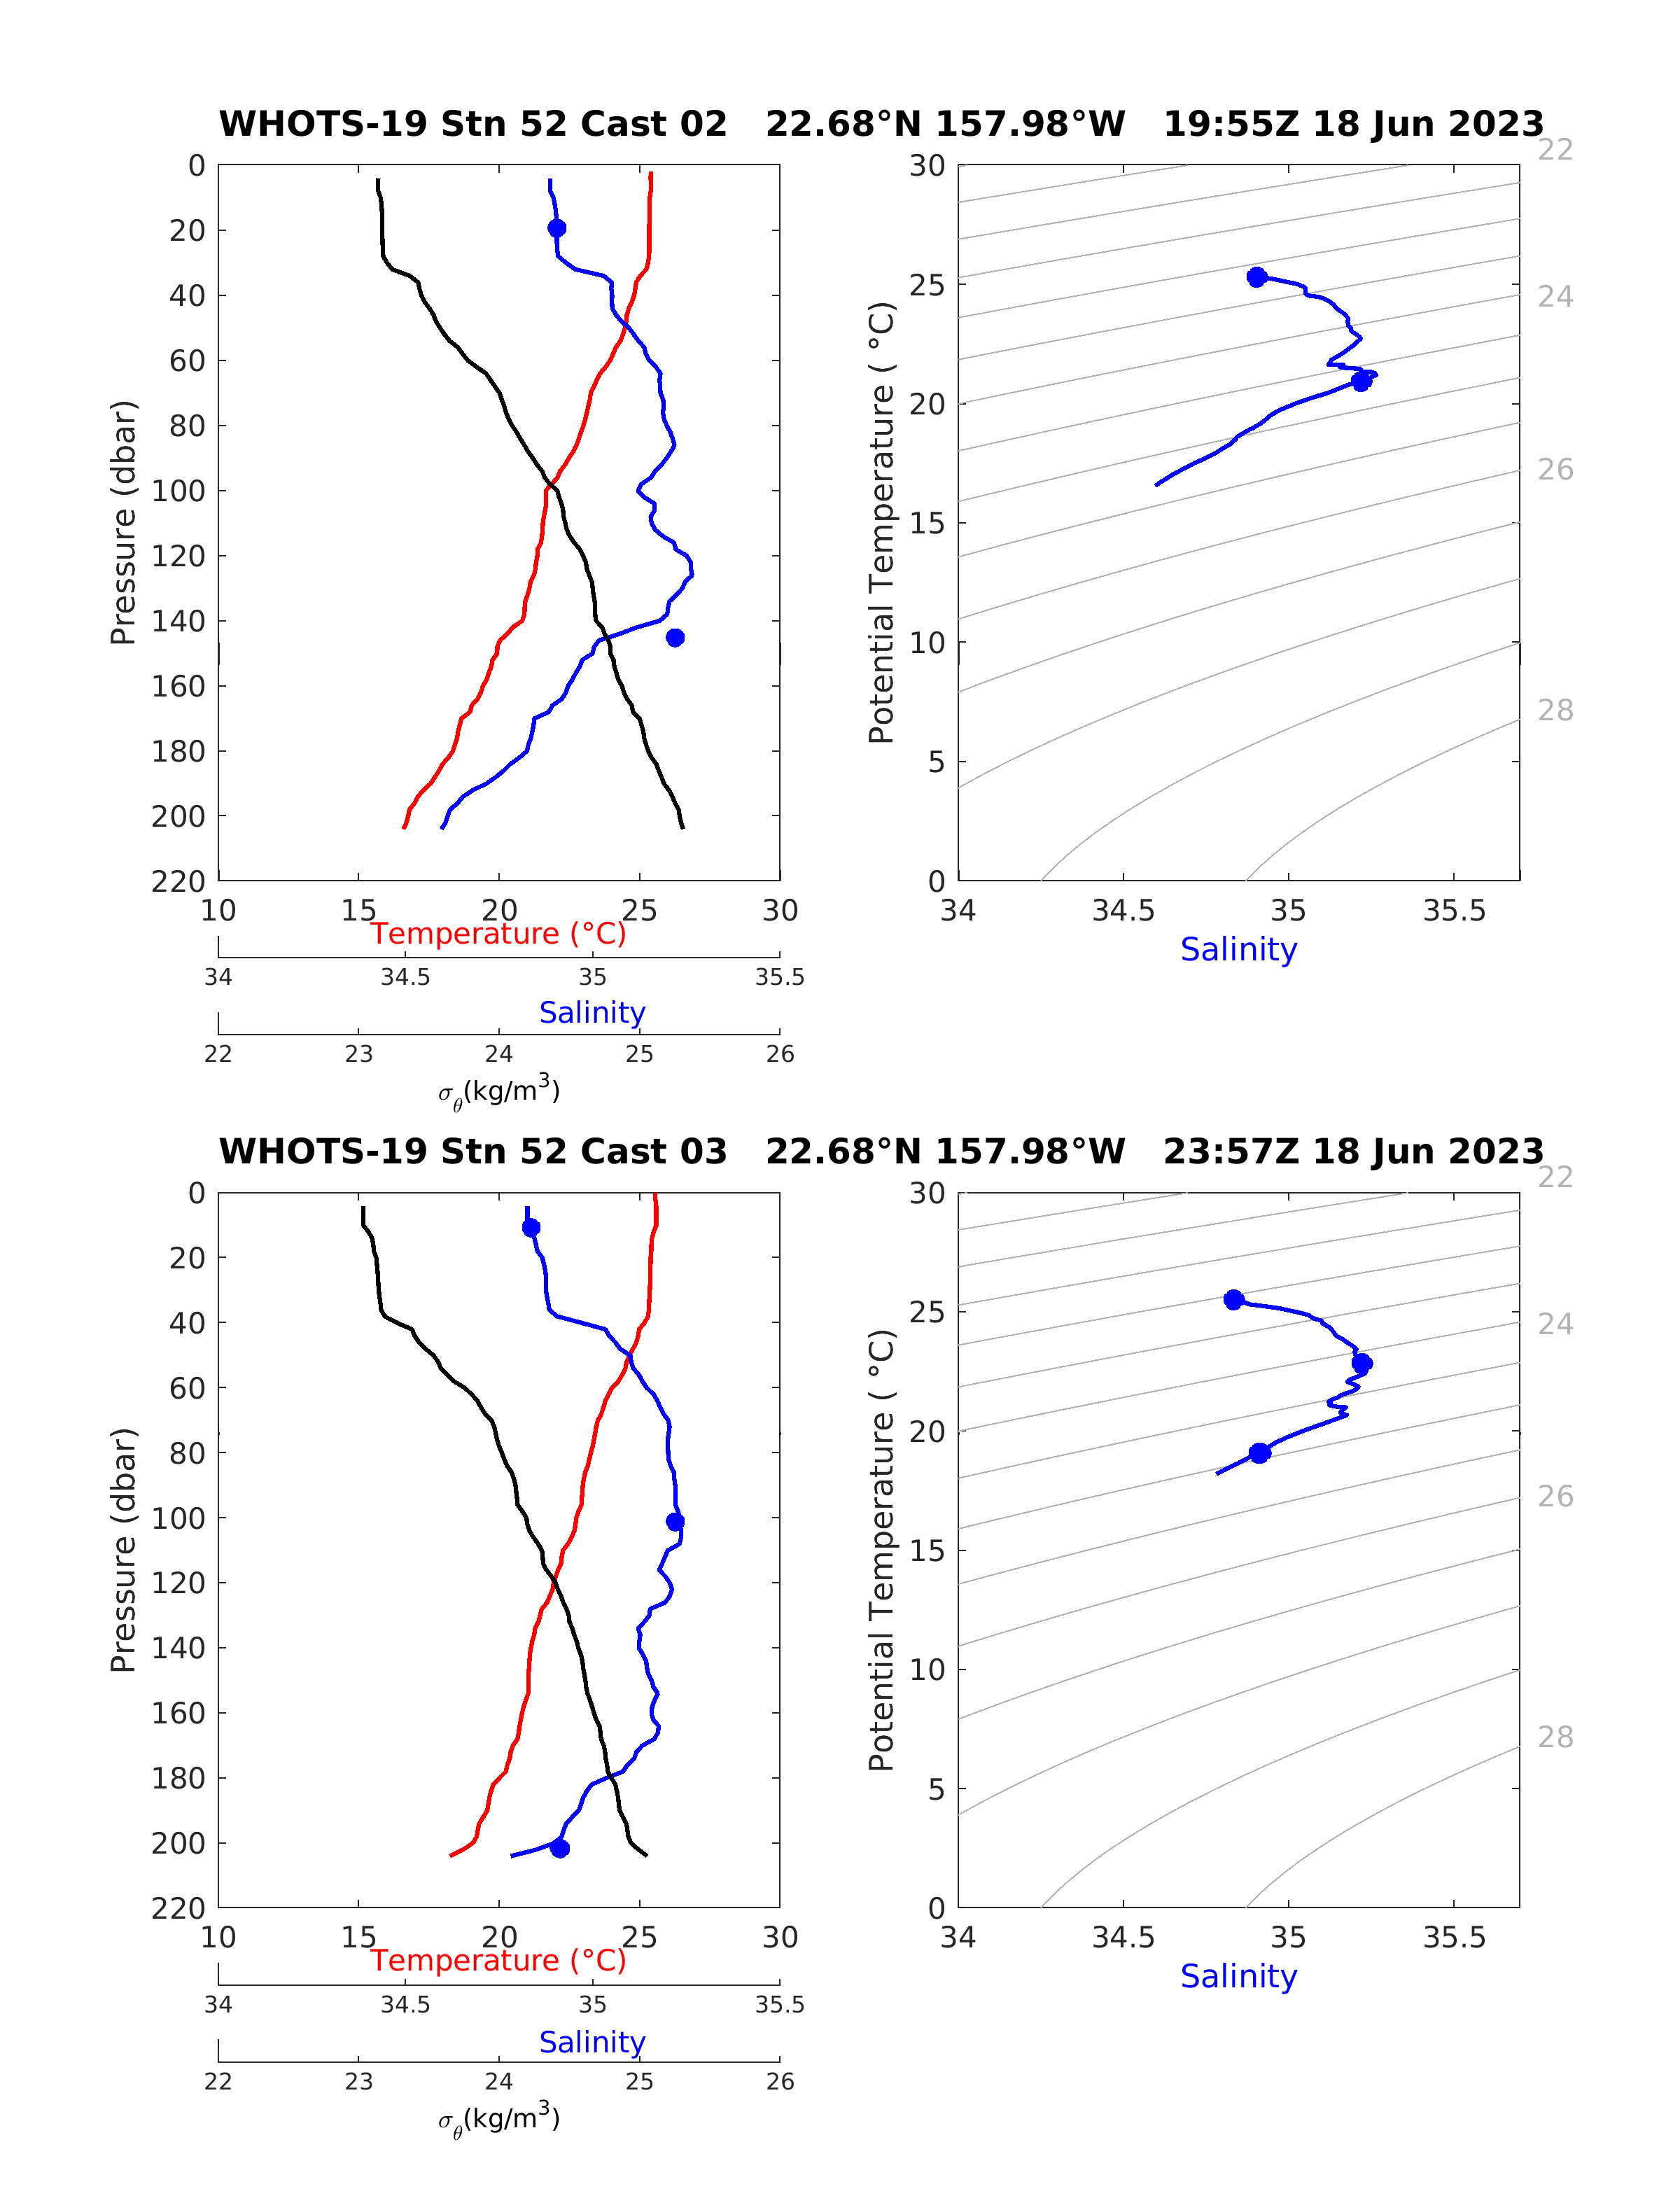 WHOTS-19 Stn 52 Cast 02   22.68°N 157.98°W   19:55Z 18 Jun 2023
0
20
40
60
80
100
120
140
160
180
200
220
Pressure (dbar)
10 15 20 25 30
Temperature (°C)
34 34.5 35 35.5
Salinity
22 23 24 25 26
σθ(kg/m3)
30
25
20
15
10
5
0
Potential Temperature ( °C)
34 34.5 35 35.5
Salinity
22
24
26
28
WHOTS-19 Stn 52 Cast 03   22.68°N 157.98°W   23:57Z 18 Jun 2023
0
20
40
60
80
100
120
140
160
180
200
220
Pressure (dbar)
10 15 20 25 30
Temperature (°C)
34 34.5 35 35.5
Salinity
22 23 24 25 26
σθ(kg/m3)
30
25
20
15
10
5
0
Potential Temperature ( °C)
34 34.5 35 35.5
Salinity
22
24
26
28